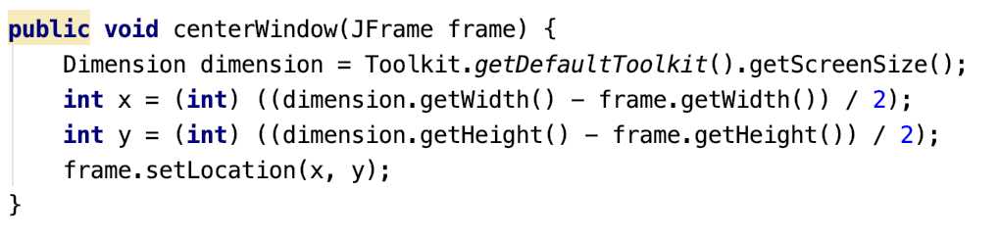 public void centerWindow(JFrame frame) {
    Dimension dimension = Toolkit.getDefaultToolkit().getScreenSize();
    int x = (int) ((dimension.getWidth() - frame.getWidth()) / 2);
    int y = (int) ((dimension.getHeight() - frame.getHeight()) / 2);
    frame.setLocation(x, y);
}